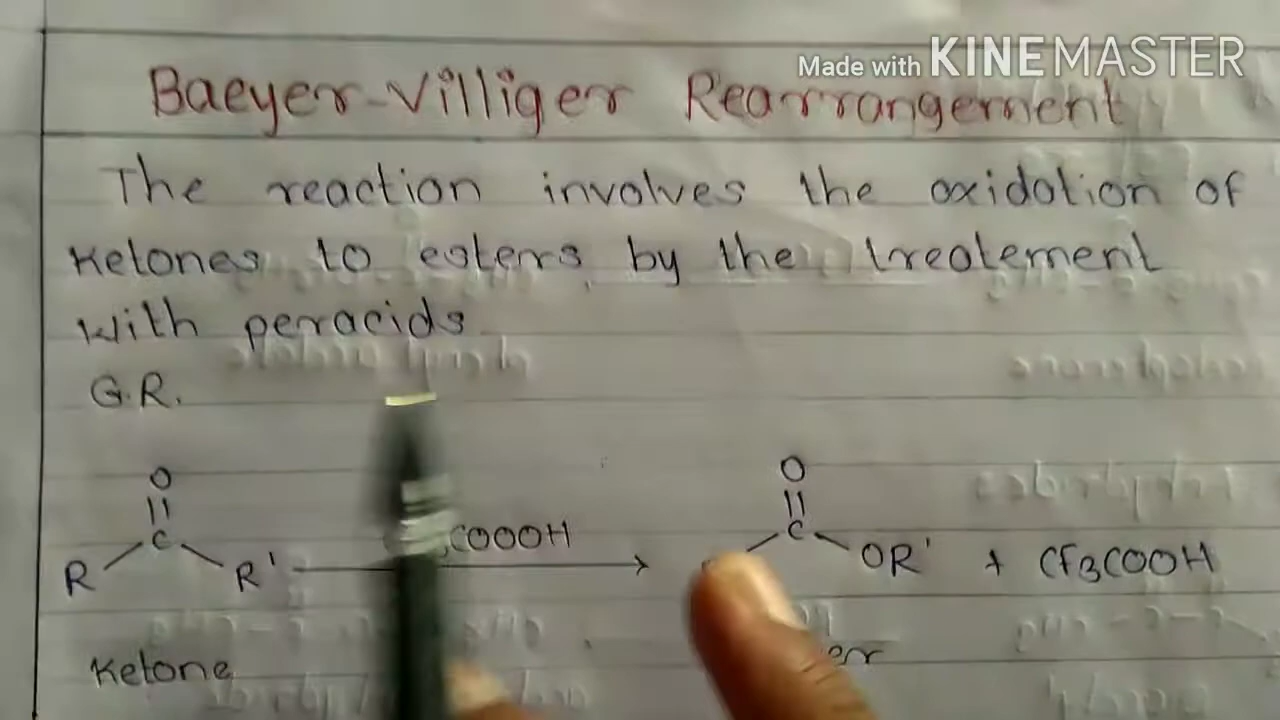 Made with KINEMASTER
Baeyer-Villiger Rearrangement
The reaction involves the oxidation of
ketones to esters by the treatement
with peracids
G.R.
O O
|| ||
C COOOH C
R R' OR' + CF3COOH
Ketone er